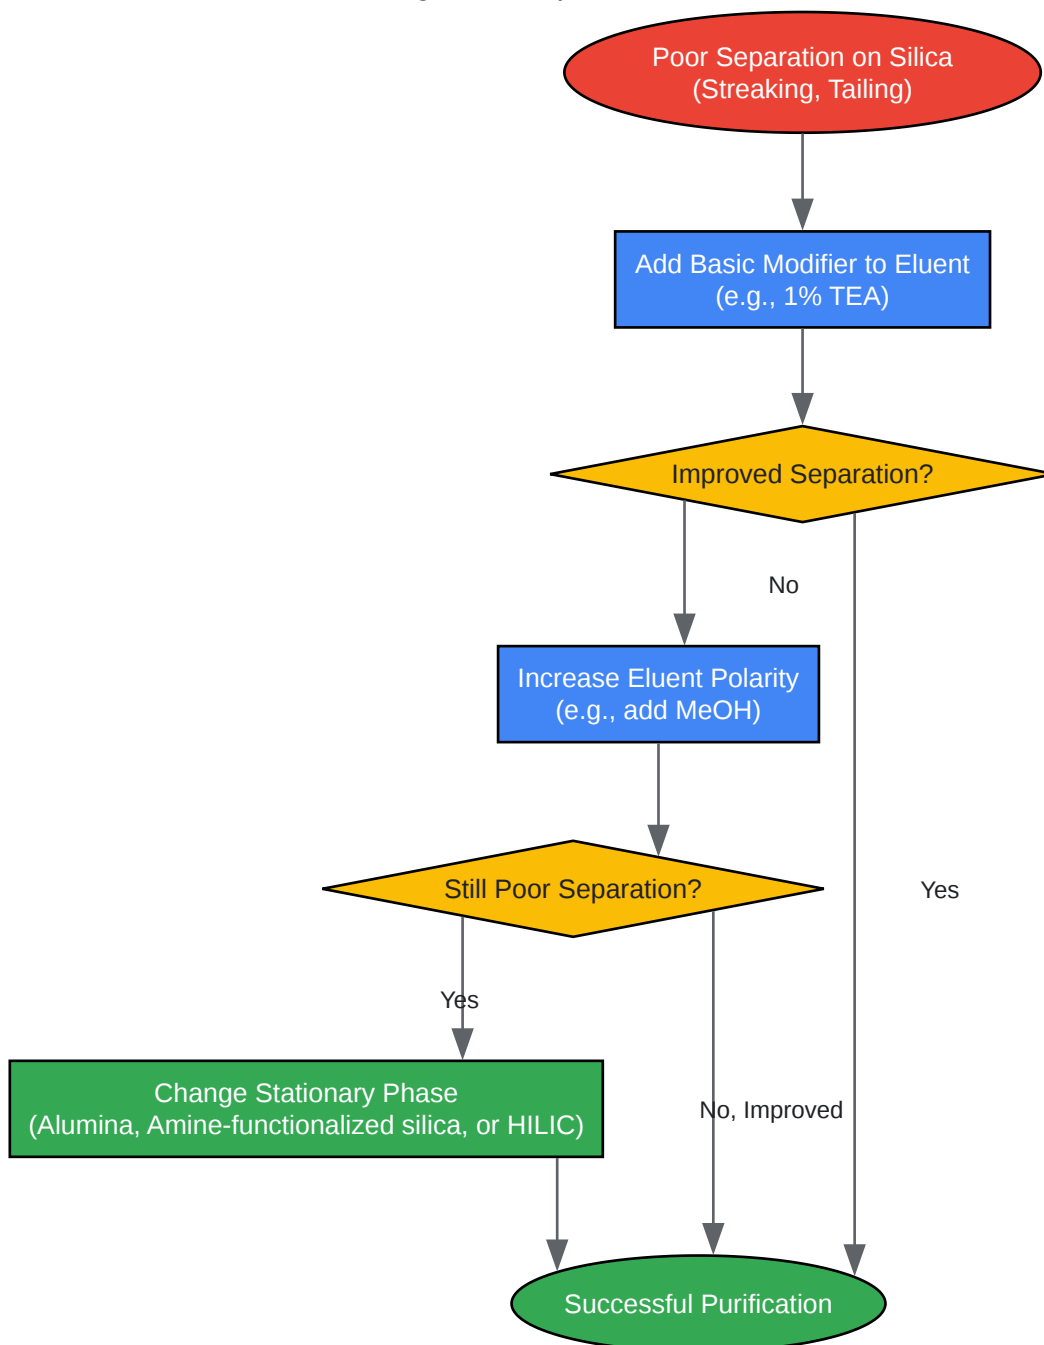 Poor Separation on Silica
(Streaking, Tailing)
Add Basic Modifier to Eluent
(e.g., 1% TEA)
Improved Separation?
No
Increase Eluent Polarity
(e.g., add MeOH)
Still Poor Separation?
Yes
Yes
Change Stationary Phase
(Alumina, Amine-functionalized silica, or HILIC)
No, Improved
Successful Purification